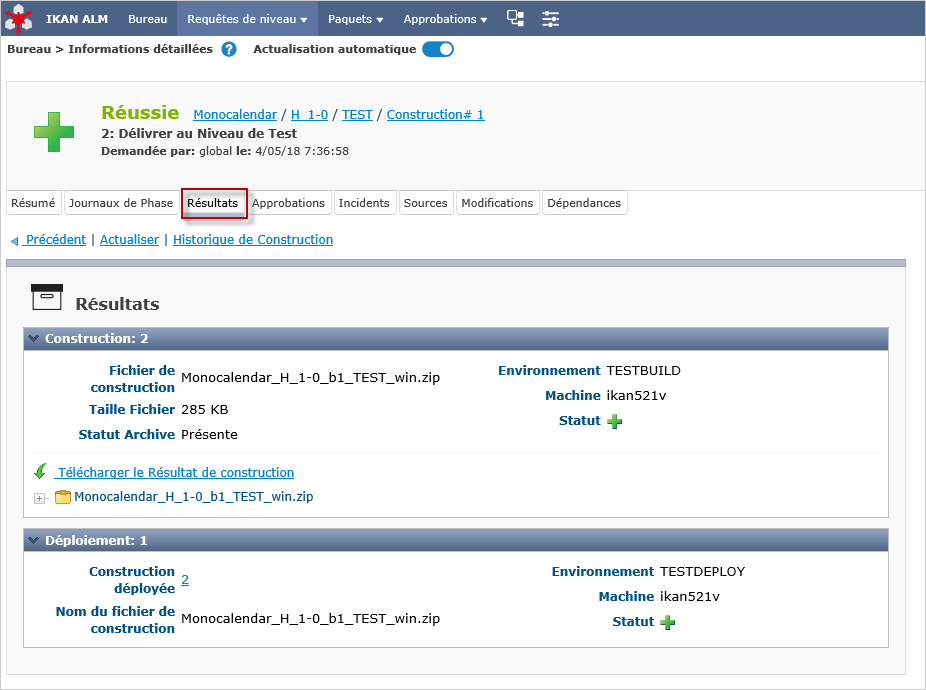 IKAN ALM Bureau Requêtes de niveau Paquets Approbations
Bureau > Informations détaillées ? Actualisation automatique
Réussie Monocalendar / H_1-0 / TEST / Construction# 1
2: Délivrer au Niveau de Test
Demandée par: global le: 4/05/18 7:36:58
Résumé Journaux de Phase Résultats Approbations Incidents Sources Modifications Dépendances
Précédent | Actualiser | Historique de Construction
Résultats
Construction: 2
Fichier de construction Monocalendar_H_1-0_b1_TEST_win.zip
Taille Fichier 285 KB
Statut Archive Présente
Environnement TESTBUILD
Machine ikan521v
Statut
Télécharger le Résultat de construction
Monocalendar_H_1-0_b1_TEST_win.zip
Déploiement: 1
Construction déployée 2
Nom du fichier de construction Monocalendar_H_1-0_b1_TEST_win.zip
Environnement TESTDEPLOY
Machine ikan521v
Statut